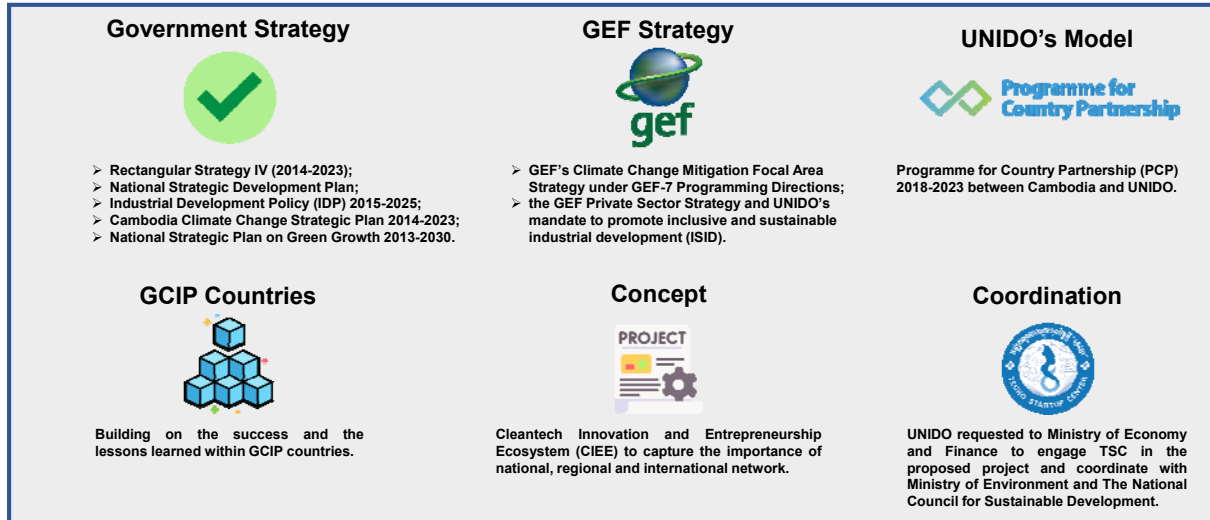 Government Strategy
GEF Strategy
UNIDO's Model
gef
Programme for
Country Partnership
➢ Rectangular Strategy IV (2014-2023);
➢ National Strategic Development Plan;
➢ Industrial Development Policy (IDP) 2015-2025;
➢ Cambodia Climate Change Strategic Plan 2014-2023;
➢ National Strategic Plan on Green Growth 2013-2030.
➢ GEF's Climate Change Mitigation Focal Area
Strategy under GEF-7 Programming Directions;
➢ the GEF Private Sector Strategy and UNIDO's
mandate to promote inclusive and sustainable
industrial development (ISID).
Programme for Country Partnership (PCP)
2018-2023 between Cambodia and UNIDO.
GCIP Countries
Concept
Coordination
PROJECT
TECHO STARTUP CENTER
Building on the success and the
lessons learned within GCIP countries.
Cleantech Innovation and Entrepreneurship
Ecosystem (CIEE) to capture the importance of
national, regional and international network.
UNIDO requested to Ministry of Economy
and Finance to engage TSC in the
proposed project and coordinate with
Ministry of Environment and The National
Council for Sustainable Development.